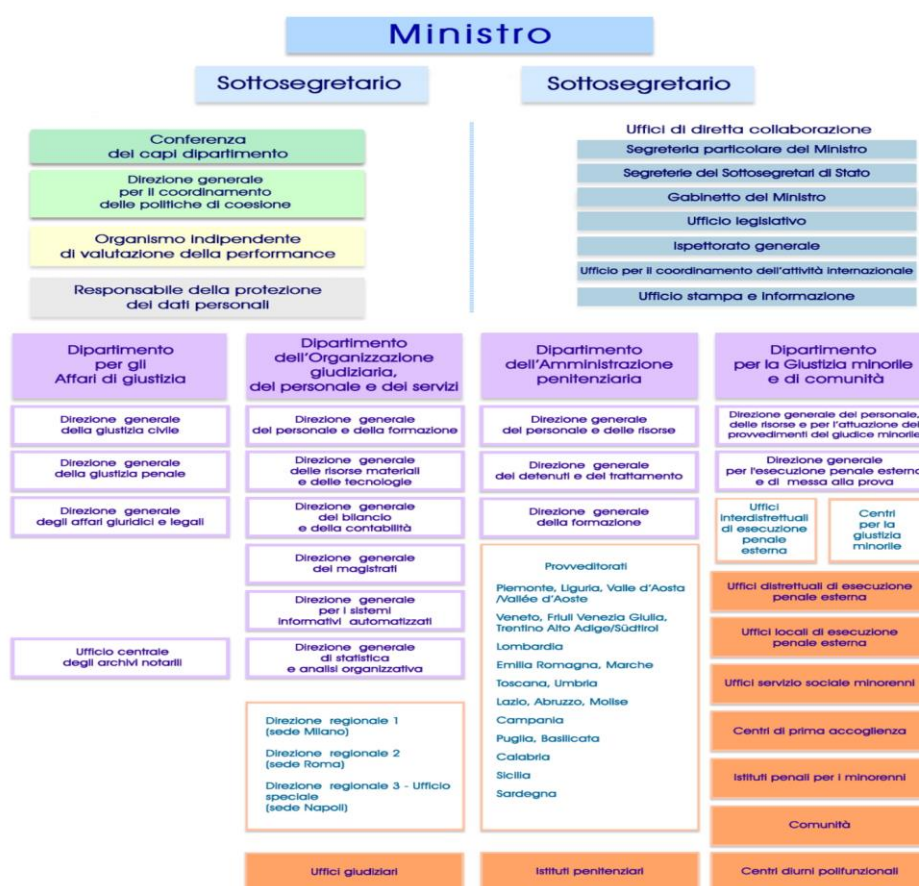 Ministro
Sottosegretario
Sottosegretario
Conferenza
dei capi dipartimento
Direzione generale
per il coordinamento
delle politiche di coesione
Organismo indipendente
di valutazione della performance
Responsabile della protezione
dei dati personali
Uffici di diretta collaborazione
Segreteria particolare del Ministro
Segreterie dei Sottosegretari di Stato
Gabinetto del Ministro
Ufficio legislativo
Ispettorato generale
Ufficio per il coordinamento dell'attività internazionale
Ufficio stampa e informazione
Dipartimento
per gli
Affari di giustizia
Direzione generale
della giustizia civile
Direzione generale
della giustizia penale
Direzione generale
degli affari giuridici e legali
Ufficio centrale
degli archivi notarili
Dipartimento
dell'Organizzazione
giudiziaria,
del personale e dei servizi
Direzione generale
del personale e della formazione
Direzione generale
delle risorse materiali
e delle tecnologie
Direzione generale
del bilancio
e della contabilità
Direzione generale
dei magistrati
Direzione generale
per i sistemi
informativi automatizzati
Direzione generale
di statistica
e analisi organizzativa
Direzione regionale 1
(sede Milano)
Direzione regionale 2
(sede Roma)
Direzione regionale 3 - Ufficio
speciale
(sede Napoli)
Uffici giudiziari
Dipartimento
dell'Amministrazione
penitenziaria
Direzione generale
del personale e delle risorse
Direzione generale
dei detenuti e del trattamento
Direzione generale
della formazione
Provveditorati
Piemonte, Liguria, Valle d'Aosta
/Vallée d'Aoste
Veneto, Friuli Venezia Giulia,
Trentino Alto Adige/Südtirol
Lombardia
Emilia Romagna, Marche
Toscana, Umbria
Lazio, Abruzzo, Molise
Campania
Puglia, Basilicata
Calabria
Sicilia
Sardegna
Istituti penitenziari
Dipartimento
per la Giustizia minorile
e di comunità
Direzione generale del personale,
delle risorse e per l'attuazione dei
provvedimenti del giudice minorile
Direzione generale
per l'esecuzione penale esterna
e di messa alla prova
Uffici
interdistrettuali
di esecuzione
penale
esterna
Centri
per la
giustizia
minorile
Uffici distrettuali di esecuzione
penale esterna
Uffici locali di esecuzione
penale esterna
Uffici servizio sociale minorenni
Centri di prima accoglienza
Istituti penali per i minorenni
Comunità
Centri diurni polifunzionali